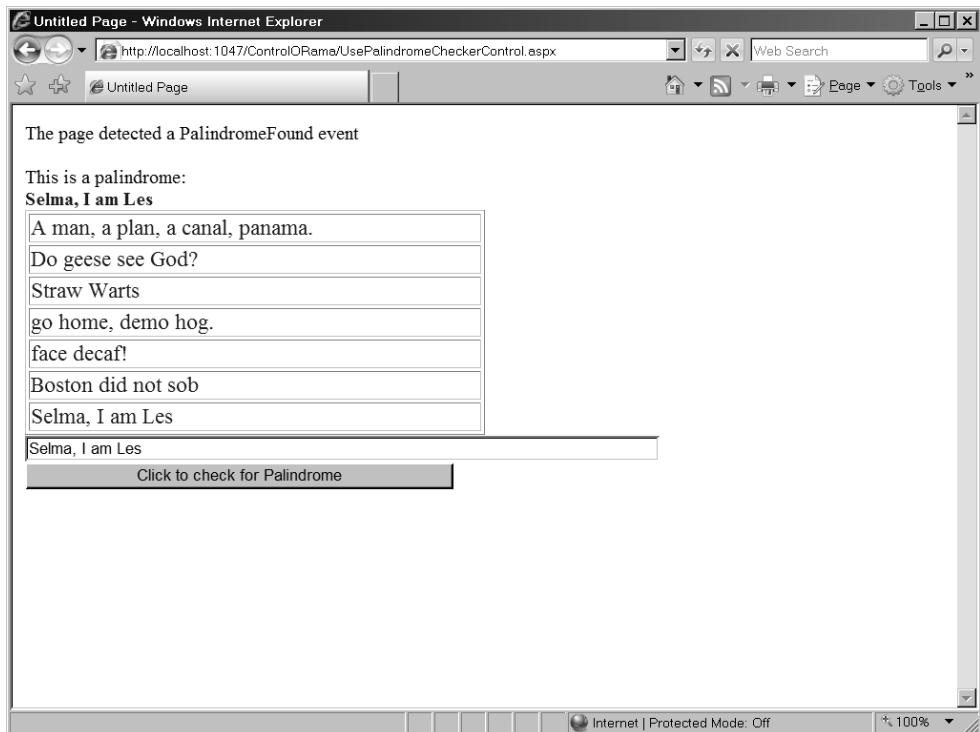 Untitled Page - Windows Internet Explorer
http://localhost:1047/ControlORama/UsePalindromeCheckerControl.aspx
Web Search
Untitled Page
Page
Tools
»
The page detected a PalindromeFound event
This is a palindrome:
Selma, I am Les
A man, a plan, a canal, panama.
Do geese see God?
Straw Warts
go home, demo hog.
face decaf!
Boston did not sob
Selma, I am Les
Selma, I am Les
Click to check for Palindrome
Internet | Protected Mode: Off
100%